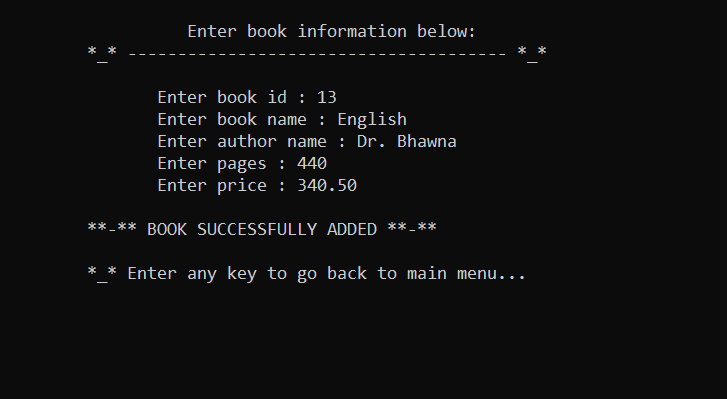 Enter book information below:
*_* -------------------------------------- *_*
Enter book id : 13
Enter book name : English
Enter author name : Dr. Bhawna
Enter pages : 440
Enter price : 340.50
**-** BOOK SUCCESSFULLY ADDED **-**
*_* Enter any key to go back to main menu...